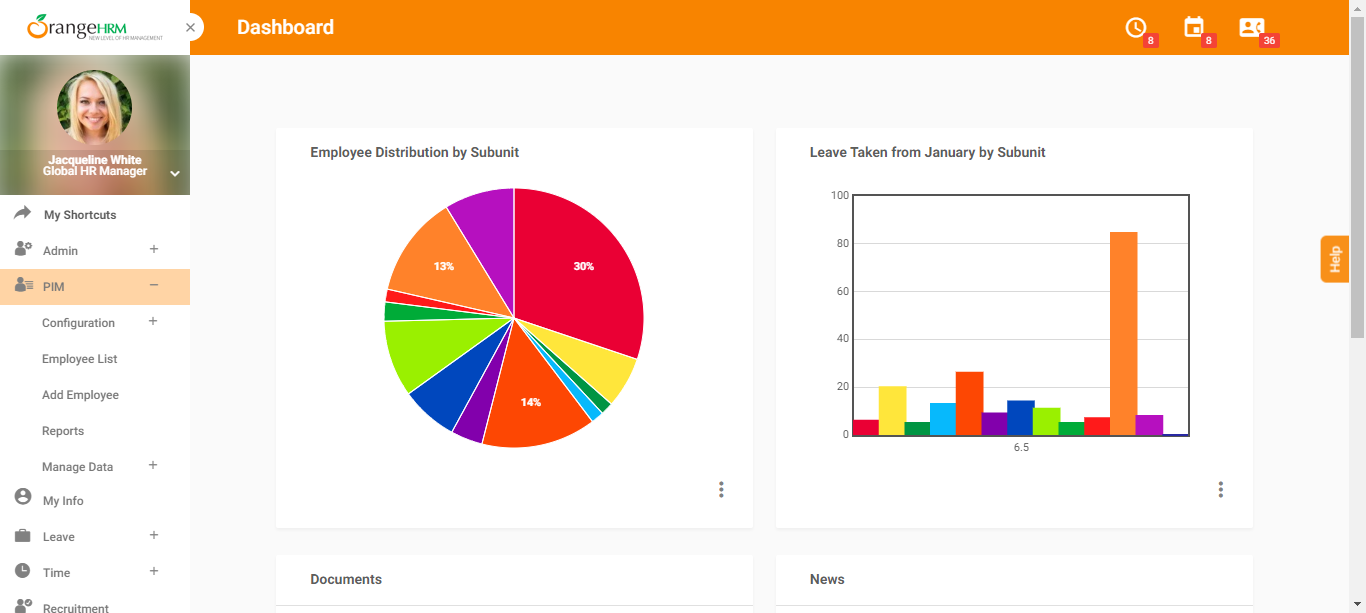 OrangeHRM
NEW LEVEL OF HR MANAGEMENT
Dashboard
8
8
36
Jacqueline White
Global HR Manager
My Shortcuts
Admin
PIM
Configuration
Employee List
Add Employee
Reports
Manage Data
My Info
Leave
Time
Recruitment
Employee Distribution by Subunit
13%
30%
14%
Leave Taken from January by Subunit
100
80
60
40
20
0
6.5
Help
Documents
News